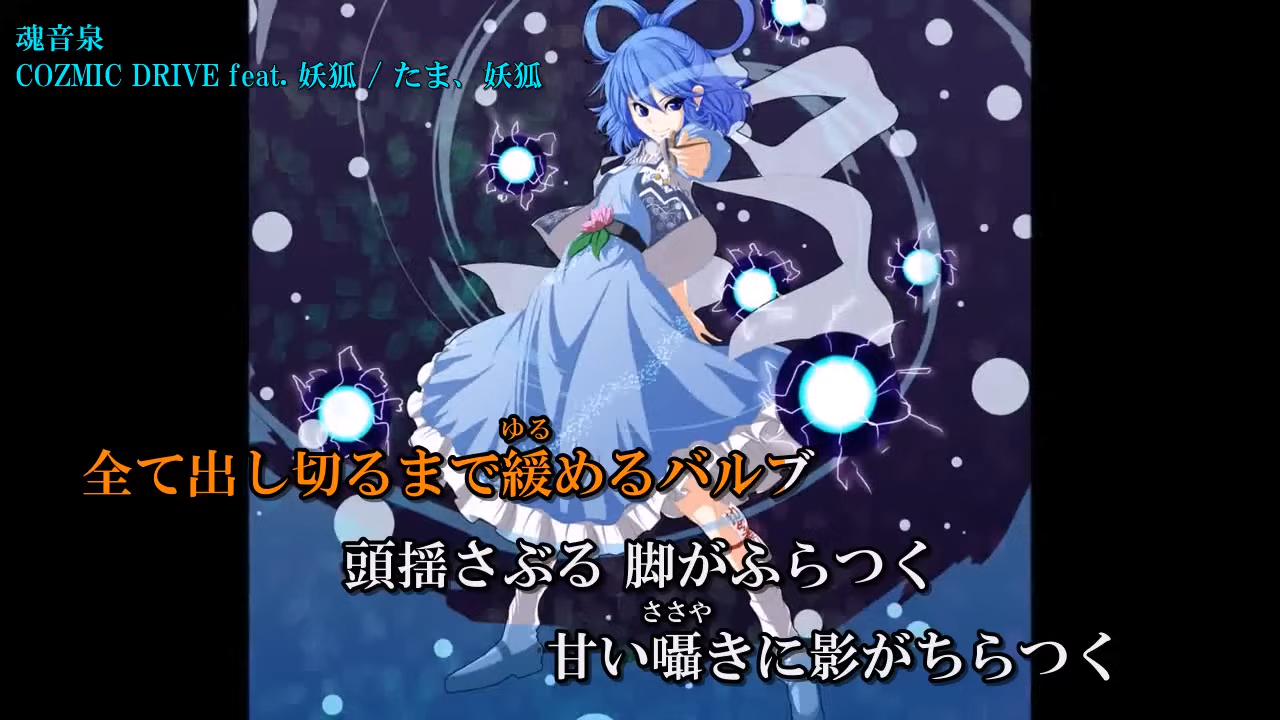 魂音泉
COZMIC DRIVE feat. 妖狐 / たま、妖狐
ゆる
全て出し切るまで緩めるバルブ
頭揺さぶる 脚がふらつく
ささや
甘い囁きに影がちらつく